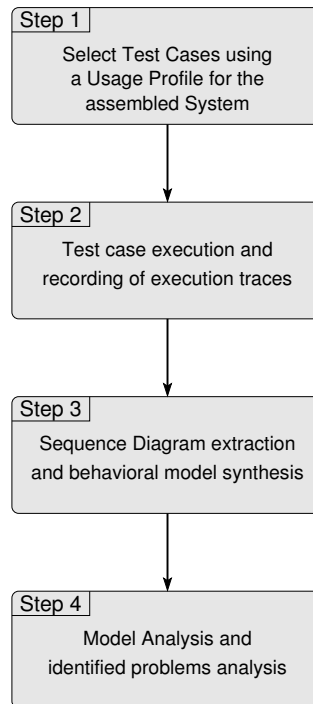 Step 1
Select Test Cases using
a Usage Profile for the
assembled System
Step 2
Test case execution and
recording of execution traces
Step 3
Sequence Diagram extraction
and behavioral model synthesis
Step 4
Model Analysis and
identified problems analysis